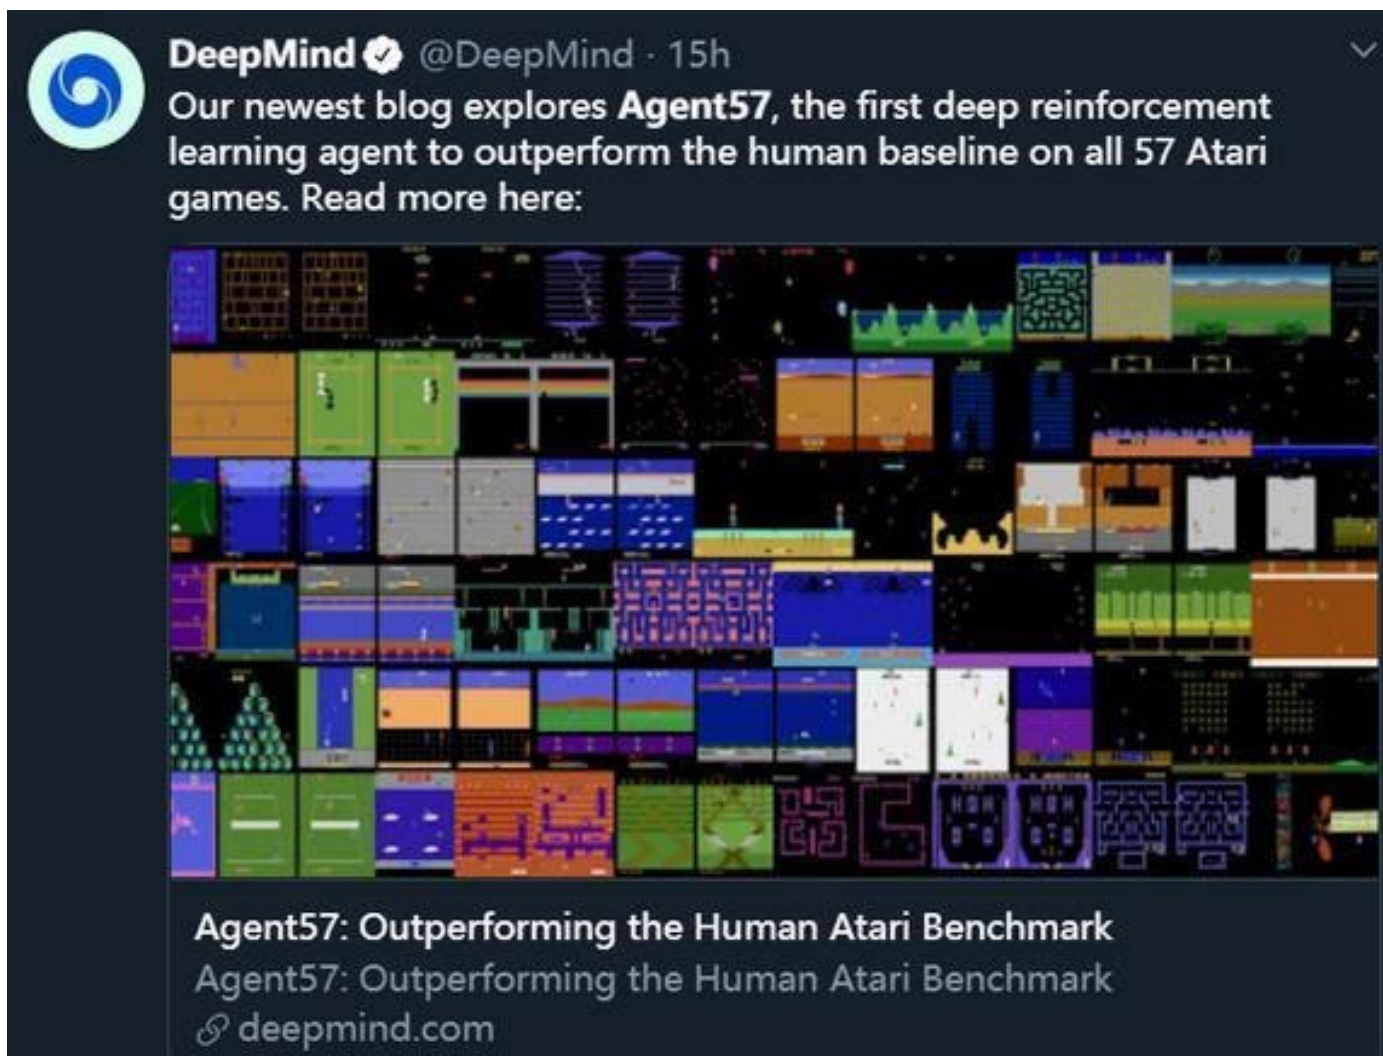 DeepMind @DeepMind · 15h
Our newest blog explores Agent57, the first deep reinforcement
learning agent to outperform the human baseline on all 57 Atari
games. Read more here:
Agent57: Outperforming the Human Atari Benchmark
Agent57: Outperforming the Human Atari Benchmark
deepmind.com